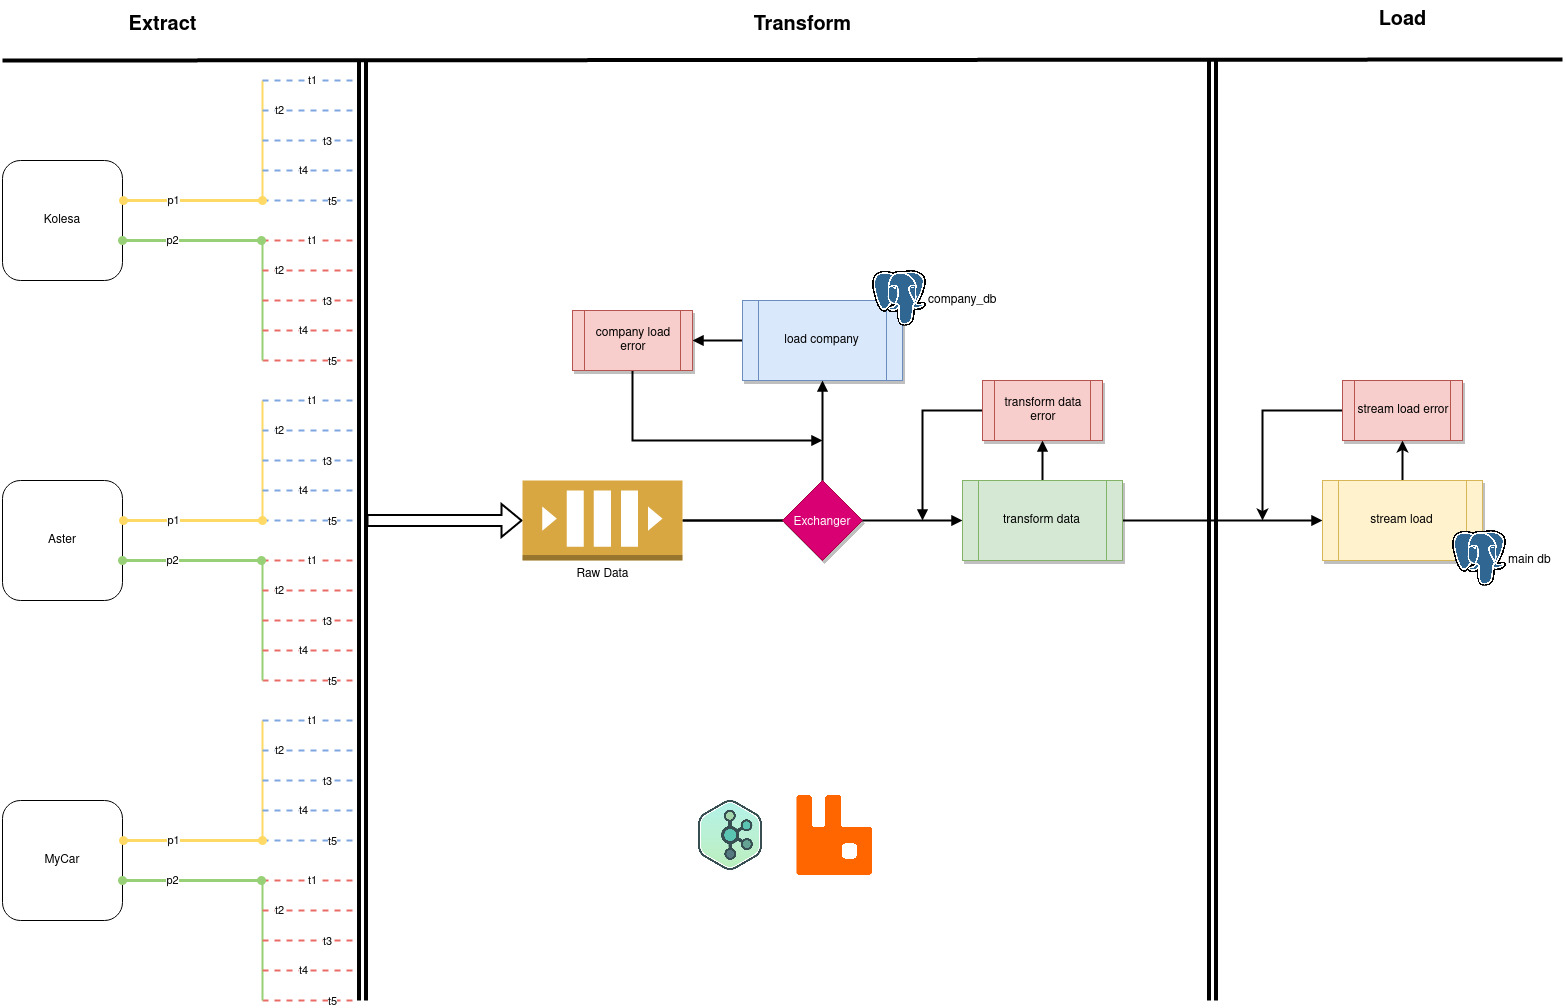 Extract
Transform
Load
t1
t2
t3
t4
p1
t5
Kolesa
p2
t1
t2
t3
t4
t5
t1
t2
t3
t4
p1
t5
Aster
p2
t1
t2
t3
t4
t5
t1
t2
t3
t4
p1
t5
MyCar
p2
t1
t2
t3
t4
t5
company load
error
load company
company_db
Raw Data
Exchanger
transform data
error
transform data
stream load error
stream load
main db